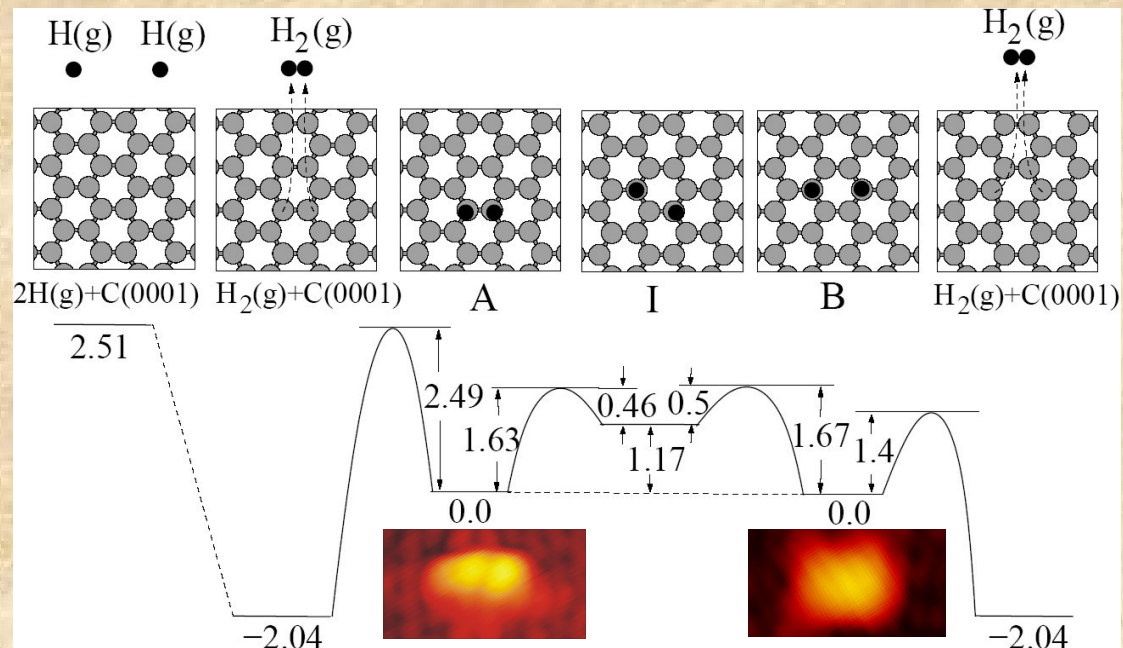 H(g) H(g) H₂(g) H₂(g)
2H(g)+C(0001) H₂(g)+C(0001) A I B H₂(g)+C(0001)
2.51
2.49 0.46 0.5
1.63 1.17 1.67 1.4
0.0 0.0
−2.04 −2.04